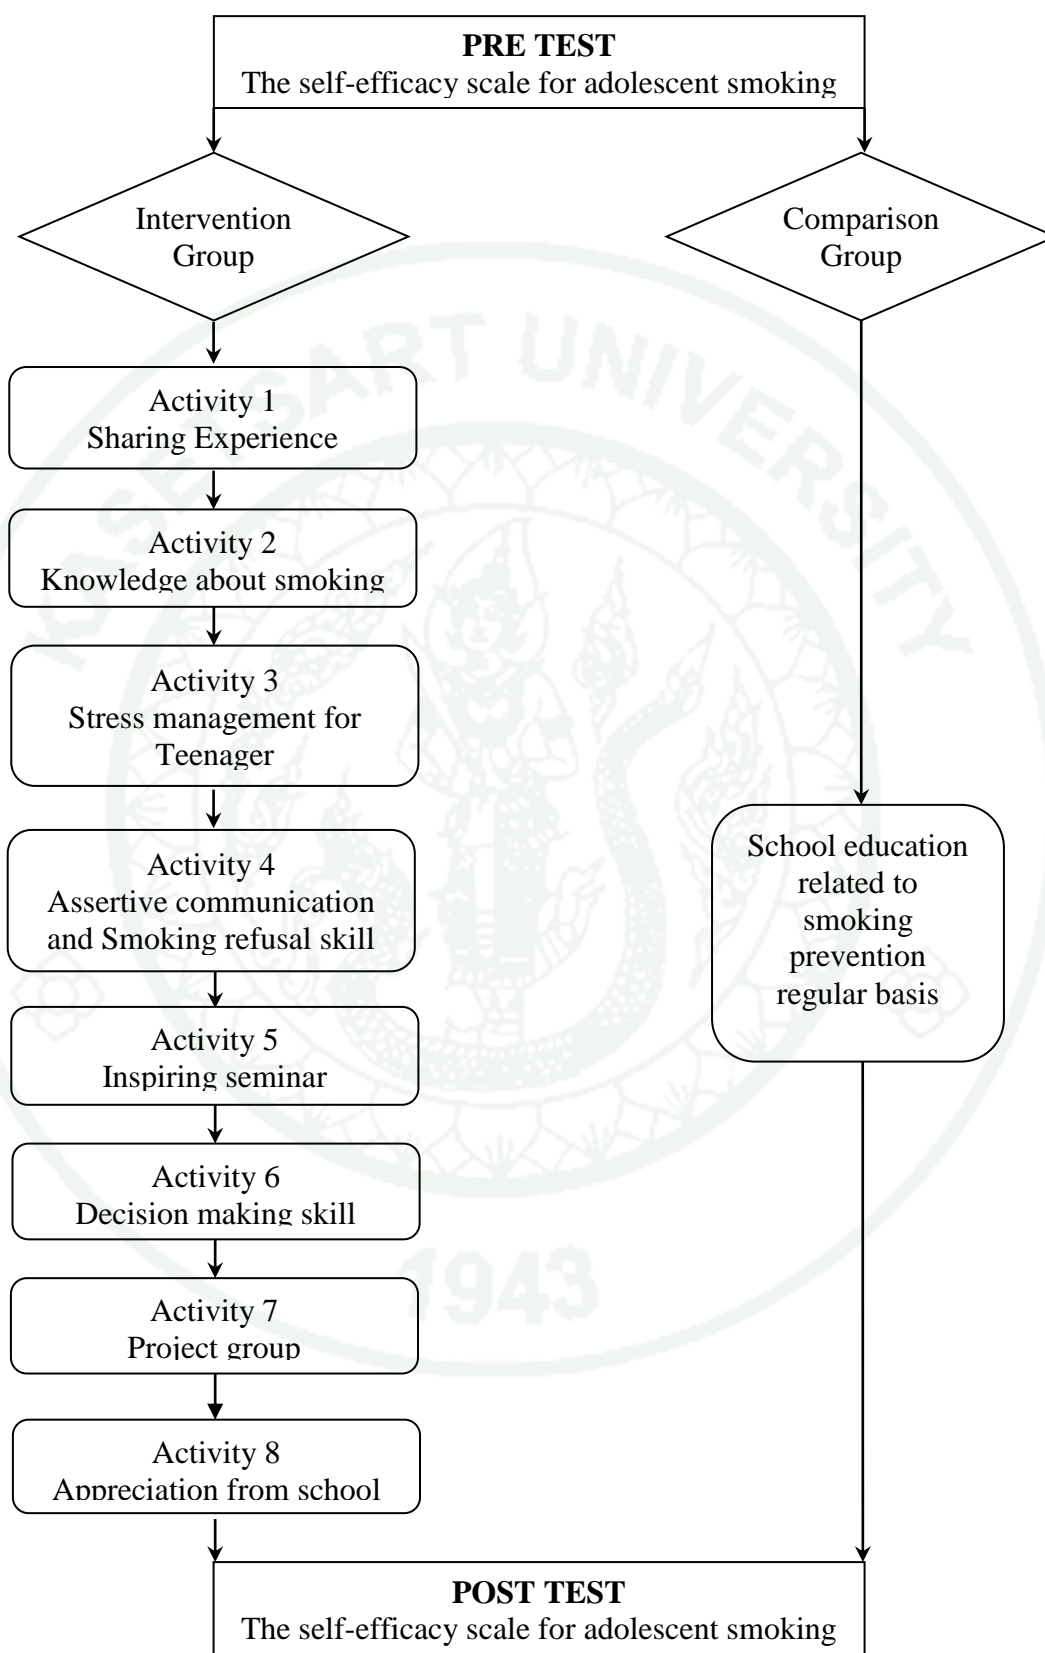 PRE TEST
The self-efficacy scale for adolescent smoking
Intervention
Group
Comparison
Group
Activity 1
Sharing Experience
Activity 2
Knowledge about smoking
Activity 3
Stress management for
Teenager
Activity 4
Assertive communication
and Smoking refusal skill
Activity 5
Inspiring seminar
Activity 6
Decision making skill
Activity 7
Project group
Activity 8
Appreciation from school
School education
related to
smoking
prevention
regular basis
POST TEST
The self-efficacy scale for adolescent smoking
KASETSART UNIVERSITY
1943